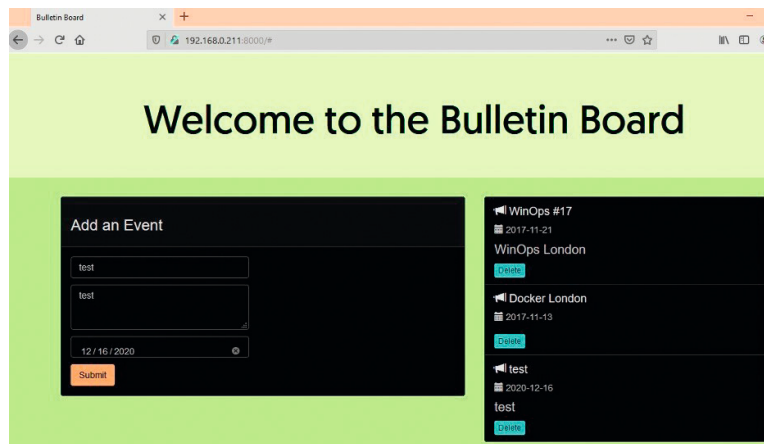 Bulletin Board
192.168.0.211:8000/#
Welcome to the Bulletin Board
Add an Event
test
test
12 / 16 / 2020
Submit
WinOps #17
2017-11-21
WinOps London
Delete
Docker London
2017-11-13
Delete
test
2020-12-16
test
Delete